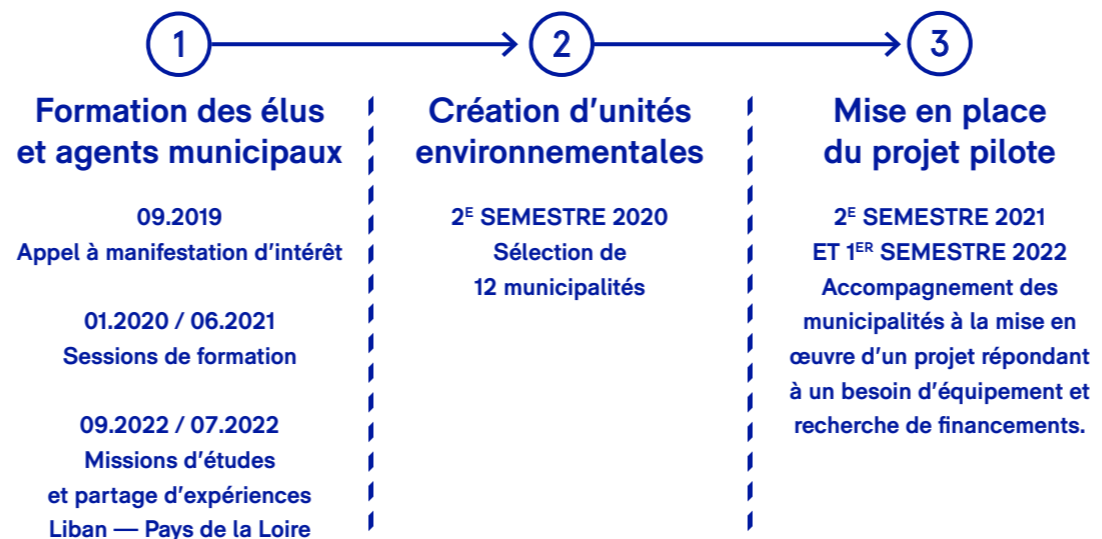 1
Formation des élus
et agents municipaux
09.2019
Appel à manifestation d’intérêt
01.2020 / 06.2021
Sessions de formation
09.2022 / 07.2022
Missions d’études
et partage d’expériences
Liban — Pays de la Loire
2
Création d’unités
environnementales
2E SEMESTRE 2020
Sélection de
12 municipalités
3
Mise en place
du projet pilote
2E SEMESTRE 2021
ET 1ER SEMESTRE 2022
Accompagnement des
municipalités à la mise en
œuvre d’un projet répondant
à un besoin d’équipement et
recherche de financements.